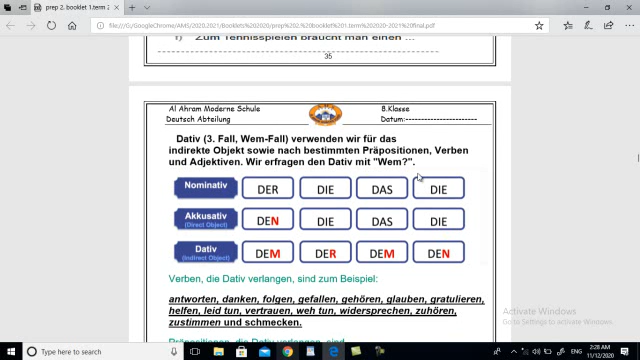 prep 2. booklet 1.term 2
file:///G:/GoogleChrome/AMS/2020.2021/Booklets%202020/prep%202.%20booklet%201.term%202020-2021%20final.pdf
f) Zum Tennisspielen braucht man einen ...
35
Al Ahram Moderne Schule 8.Klasse
Deutsch Abteilung Datum:
Dativ (3. Fall, Wem-Fall) verwenden wir für das
indirekte Objekt sowie nach bestimmten Präpositionen, Verben
und Adjektiven. Wir erfragen den Dativ mit "Wem?".
Nominativ DER DIE DAS DIE
Akkusativ DEN DIE DAS DIE
(Direct Object)
Dativ DEM DER DEM DEN
(Indirect Object)
Verben, die Dativ verlangen, sind zum Beispiel:
antworten, danken, folgen, gefallen, gehören, glauben, gratulieren,
helfen, leid tun, vertrauen, weh tun, widersprechen, zuhören,
zustimmen und schmecken.
Präpositionen, die Dativ verlangen, sind
Activate Windows
Go to Settings to activate Windows.
Type here to search
ENG
2:28 AM
11/12/2020